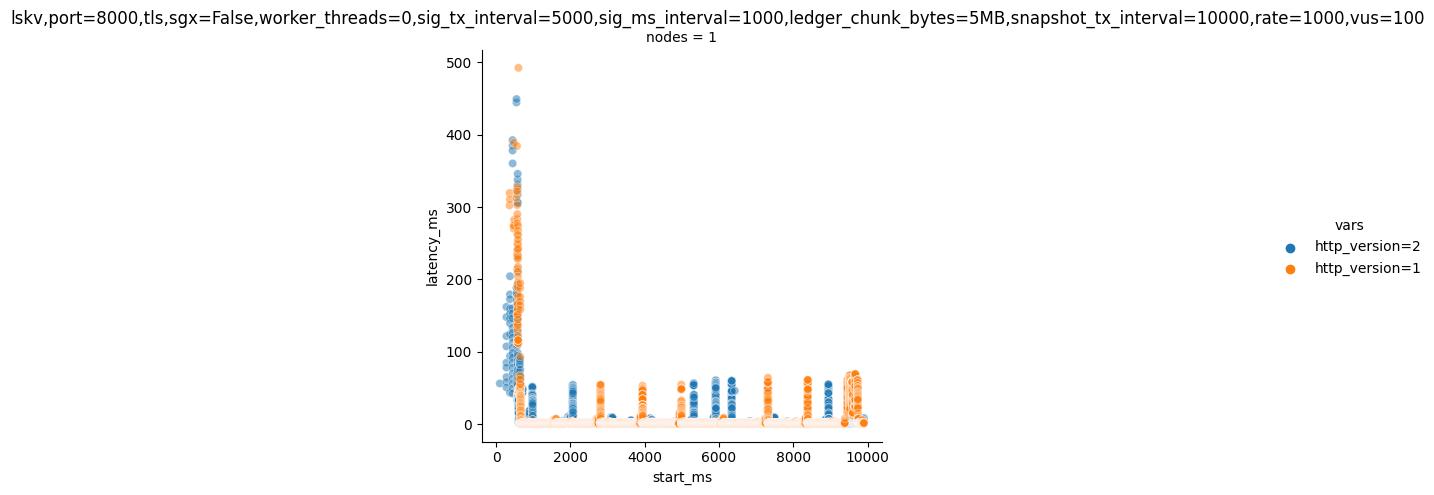 lskv,port=8000,tls,sgx=False,worker_threads=0,sig_tx_interval=5000,sig_ms_interval=1000,ledger_chunk_bytes=5MB,snapshot_tx_interval=10000,rate=1000,vus=100
nodes = 1
500
400
300
200
100
0
latency_ms
0 2000 4000 6000 8000 10000
start_ms
vars
http_version=2
http_version=1